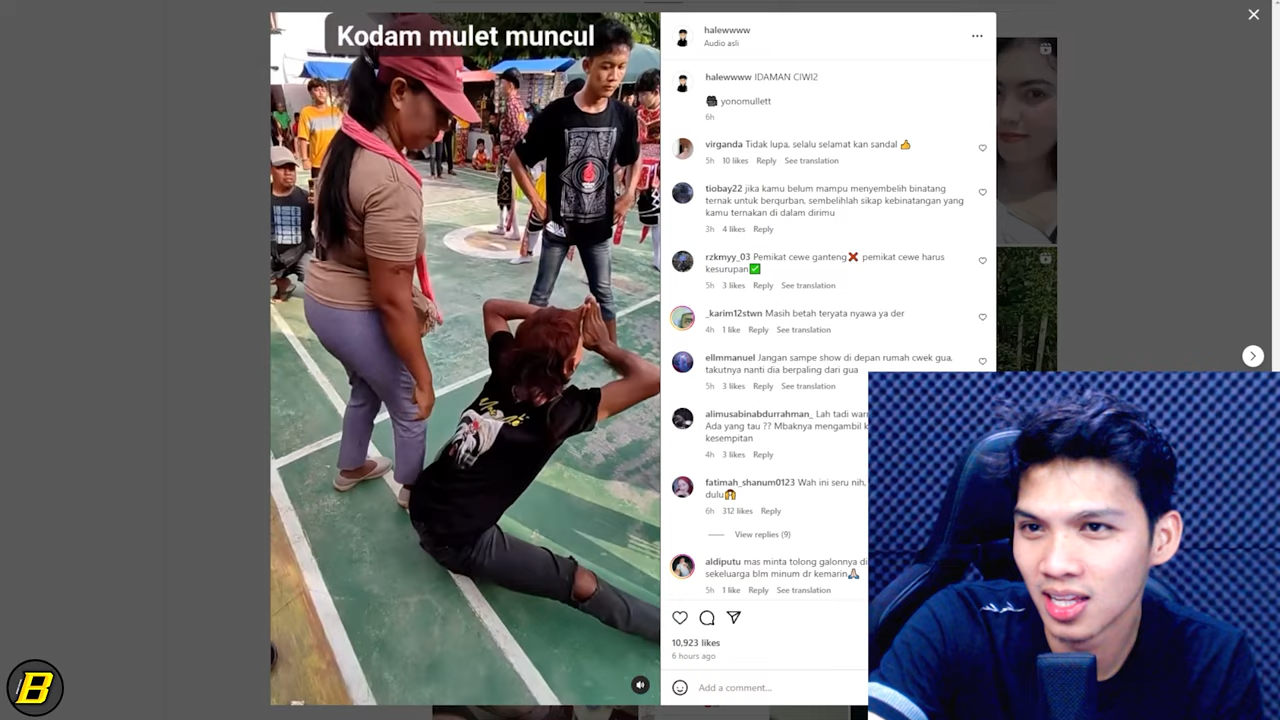 Kodam mulet muncul
halewwww
Audio asli
halewwww IDAMAN CIWI2
yonomullett
6h
virganda Tidak lupa, selalu selamat kan sandal 👍
5h 10 likes Reply See translation
tiobay22 jika kamu belum mampu menyembelih binatang
ternak untuk berqurban, sembelihlah sikap kebinatangan yang
kamu ternakan di dalam dirimu
3h 4 likes Reply
rzkmyy_03 Pemikat cewe ganteng❌ pemikat cewe harus
kesurupan✅
5h 3 likes Reply See translation
_karim12stwn Masih betah teryata nyawa ya der
4h 1 like Reply See translation
ellmmanuel Jangan sampe show di depan rumah cwek gua,
takutnya nanti dia berpaling dari gua
5h 3 likes Reply See translation
alimusabinabdurrahman_ Lah tadi
Ada yang tau ?? Mbaknya mengambil
kesempitan
4h 3 likes Reply
fatimah_shanum0123 Wah ini seru nih,
dulu
6h 312 likes Reply
View replies (9)
aldiputu mas minta tolong galonnya
sekeluarga blm minum dr kemarin🙏
5h 1 like Reply See translation
10,923 likes
6 hours ago
Add a comment...
B